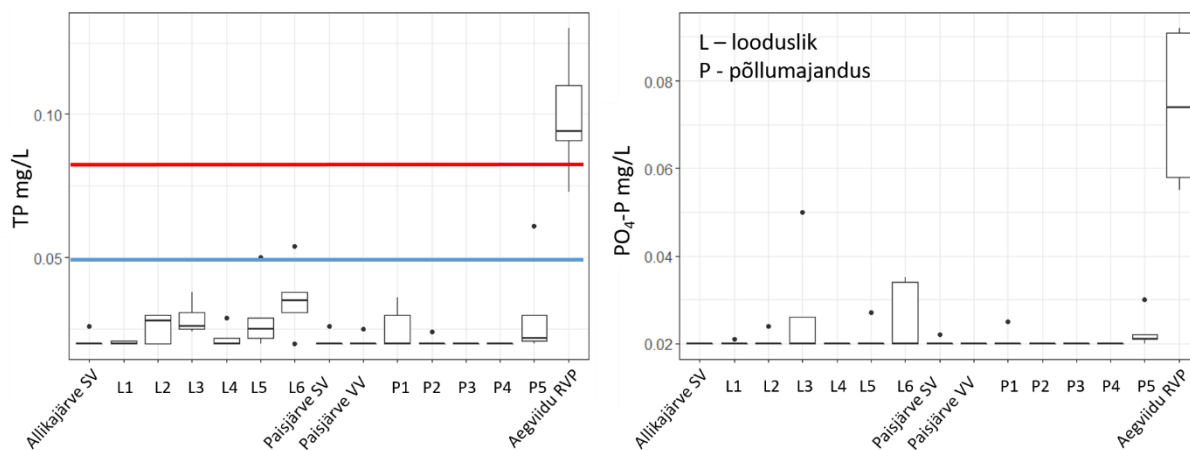 TP mg/L
0.10
0.05
Allikajärve SV
L1
L2
L3
L4
L5
L6
Paisjärve SV
Paisjärve VV
P1
P2
P3
P4
P5
Aegviidu RVP
L – looduslik
P - põllumajandus
PO₄-P mg/L
0.08
0.06
0.04
0.02
Allikajärve SV
L1
L2
L3
L4
L5
L6
Paisjärve SV
Paisjärve VV
P1
P2
P3
P4
P5
Aegviidu RVP